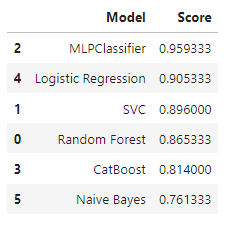 Model Score
2 MLPClassifier 0.959333
4 Logistic Regression 0.905333
1 SVC 0.896000
0 Random Forest 0.865333
3 CatBoost 0.814000
5 Naive Bayes 0.761333